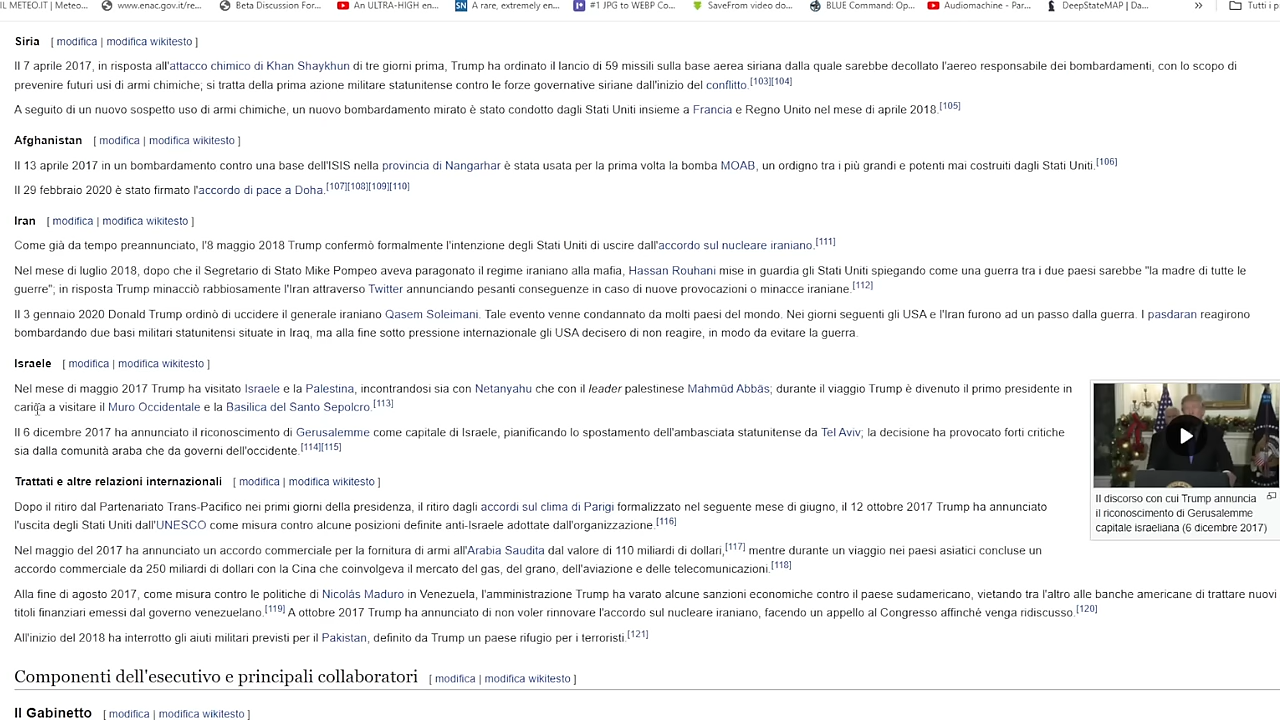 IL METEO.IT | Meteo...
www.enac.gov.it/re...
Beta Discussion For...
An ULTRA-HIGH en...
SN A rare, extremely en...
#1 JPG to WEBP Co...
SaveFrom video do...
BLUE Command: Op...
Audiomachine - Par...
DeepStateMAP | Da...
» Tutti i p
Siria [ modifica | modifica wikitesto ]
Il 7 aprile 2017, in risposta all'attacco chimico di Khan Shaykhun di tre giorni prima, Trump ha ordinato il lancio di 59 missili sulla base aerea siriana dalla quale sarebbe decollato l'aereo responsabile dei bombardamenti, con lo scopo di
prevenire futuri usi di armi chimiche; si tratta della prima azione militare statunitense contro le forze governative siriane dall'inizio del conflitto.[103][104]
A seguito di un nuovo sospetto uso di armi chimiche, un nuovo bombardamento mirato è stato condotto dagli Stati Uniti insieme a Francia e Regno Unito nel mese di aprile 2018.[105]
Afghanistan [ modifica | modifica wikitesto ]
Il 13 aprile 2017 in un bombardamento contro una base dell'ISIS nella provincia di Nangarhar è stata usata per la prima volta la bomba MOAB, un ordigno tra i più grandi e potenti mai costruiti dagli Stati Uniti.[106]
Il 29 febbraio 2020 è stato firmato l'accordo di pace a Doha.[107][108][109][110]
Iran [ modifica | modifica wikitesto ]
Come già da tempo preannunciato, l'8 maggio 2018 Trump confermò formalmente l'intenzione degli Stati Uniti di uscire dall'accordo sul nucleare iraniano.[111]
Nel mese di luglio 2018, dopo che il Segretario di Stato Mike Pompeo aveva paragonato il regime iraniano alla mafia, Hassan Rouhani mise in guardia gli Stati Uniti spiegando come una guerra tra i due paesi sarebbe "la madre di tutte le
guerre"; in risposta Trump minacciò rabbiosamente l'Iran attraverso Twitter annunciando pesanti conseguenze in caso di nuove provocazioni o minacce iraniane.[112]
Il 3 gennaio 2020 Donald Trump ordinò di uccidere il generale iraniano Qasem Soleimani. Tale evento venne condannato da molti paesi del mondo. Nei giorni seguenti gli USA e l'Iran furono ad un passo dalla guerra. I pasdaran reagirono
bombardando due basi militari statunitensi situate in Iraq, ma alla fine sotto pressione internazionale gli USA decisero di non reagire, in modo da evitare la guerra.
Israele [ modifica | modifica wikitesto ]
Nel mese di maggio 2017 Trump ha visitato Israele e la Palestina, incontrandosi sia con Netanyahu che con il leader palestinese Mahmūd Abbās; durante il viaggio Trump è divenuto il primo presidente in
carica a visitare il Muro Occidentale e la Basilica del Santo Sepolcro.[113]
Il 6 dicembre 2017 ha annunciato il riconoscimento di Gerusalemme come capitale di Israele, pianificando lo spostamento dell'ambasciata statunitense da Tel Aviv; la decisione ha provocato forti critiche
sia dalla comunità araba che da governi dell'occidente.[114][115]
Il discorso con cui Trump annuncia
il riconoscimento di Gerusalemme
capitale israeliana (6 dicembre 2017)
Trattati e altre relazioni internazionali [ modifica | modifica wikitesto ]
Dopo il ritiro dal Partenariato Trans-Pacifico nei primi giorni della presidenza, il ritiro dagli accordi sul clima di Parigi formalizzato nel seguente mese di giugno, il 12 ottobre 2017 Trump ha annunciato
l'uscita degli Stati Uniti dall'UNESCO come misura contro alcune posizioni definite anti-Israele adottate dall'organizzazione.[116]
Nel maggio del 2017 ha annunciato un accordo commerciale per la fornitura di armi all'Arabia Saudita dal valore di 110 miliardi di dollari,[117] mentre durante un viaggio nei paesi asiatici concluse un
accordo commerciale da 250 miliardi di dollari con la Cina che coinvolgeva il mercato del gas, del grano, dell'aviazione e delle telecomunicazioni.[118]
Alla fine di agosto 2017, come misura contro le politiche di Nicolás Maduro in Venezuela, l'amministrazione Trump ha varato alcune sanzioni economiche contro il paese sudamericano, vietando tra l'altro alle banche americane di trattare nuovi
titoli finanziari emessi dal governo venezuelano.[119] A ottobre 2017 Trump ha annunciato di non voler rinnovare l'accordo sul nucleare iraniano, facendo un appello al Congresso affinché venga ridiscusso.[120]
All'inizio del 2018 ha interrotto gli aiuti militari previsti per il Pakistan, definito da Trump un paese rifugio per i terroristi.[121]
Componenti dell'esecutivo e principali collaboratori [ modifica | modifica wikitesto ]
Il Gabinetto [ modifica | modifica wikitesto ]